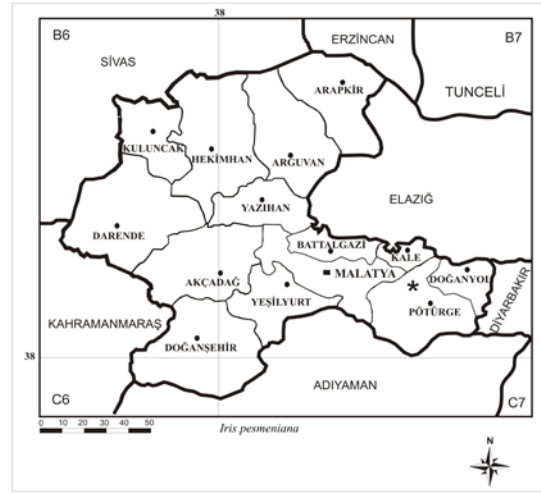 38
B6
B7
ERZİNCAN
SİVAS
ARAPKİR
TUNCELİ
KULUNCAK
HEKİMHAN
ARGUVAN
ELAZIĞ
YAZIHAN
DARENDE
BATTALGAZİ
KALE
AKÇADAĞ
MALATYA
DOĞANYOL
DİYARBAKIR
YEŞİLYURT
*
PÖTÜRGE
KAHRAMANMARAŞ
DOĞANŞEHİR
38
ADIYAMAN
C6
C7
0 10 20 30 40 50
Iris pesmeniana
N